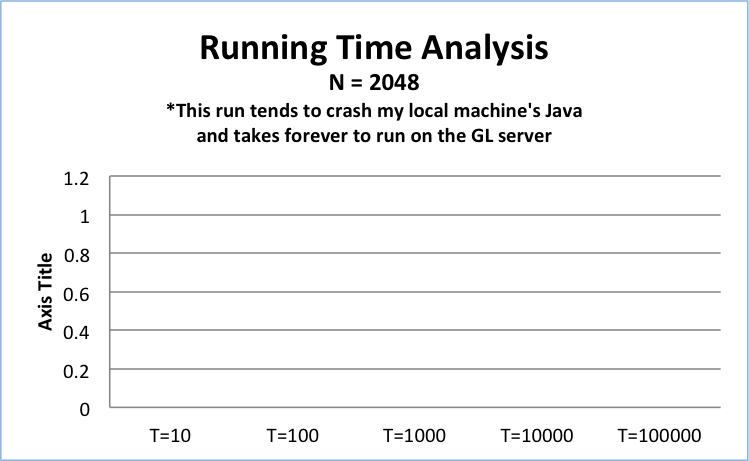 Running Time Analysis
N = 2048
*This run tends to crash my local machine's Java
and takes forever to run on the GL server
1.2
1
0.8
0.6
0.4
0.2
0
Axis Title
T=10 T=100 T=1000 T=10000 T=100000